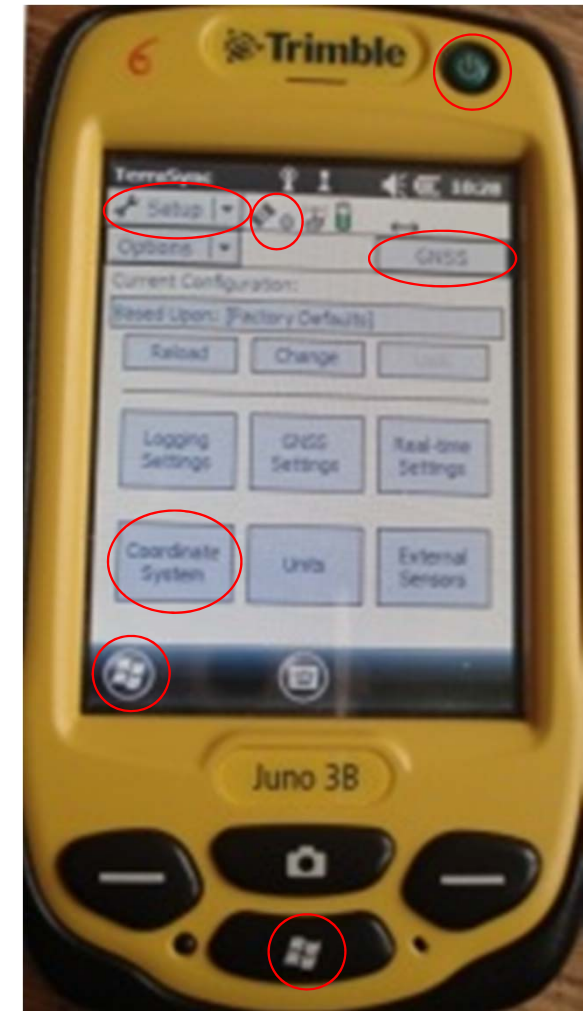 6
Trimble
TerraSync 10:28
Setup 0
Options GNSS
Current Configuration:
Based Upon: [Factory Defaults]
Reload Change
Logging Settings
GNSS Settings
Real-time Settings
Coordinate System
Units
External Sensors
Juno 3B